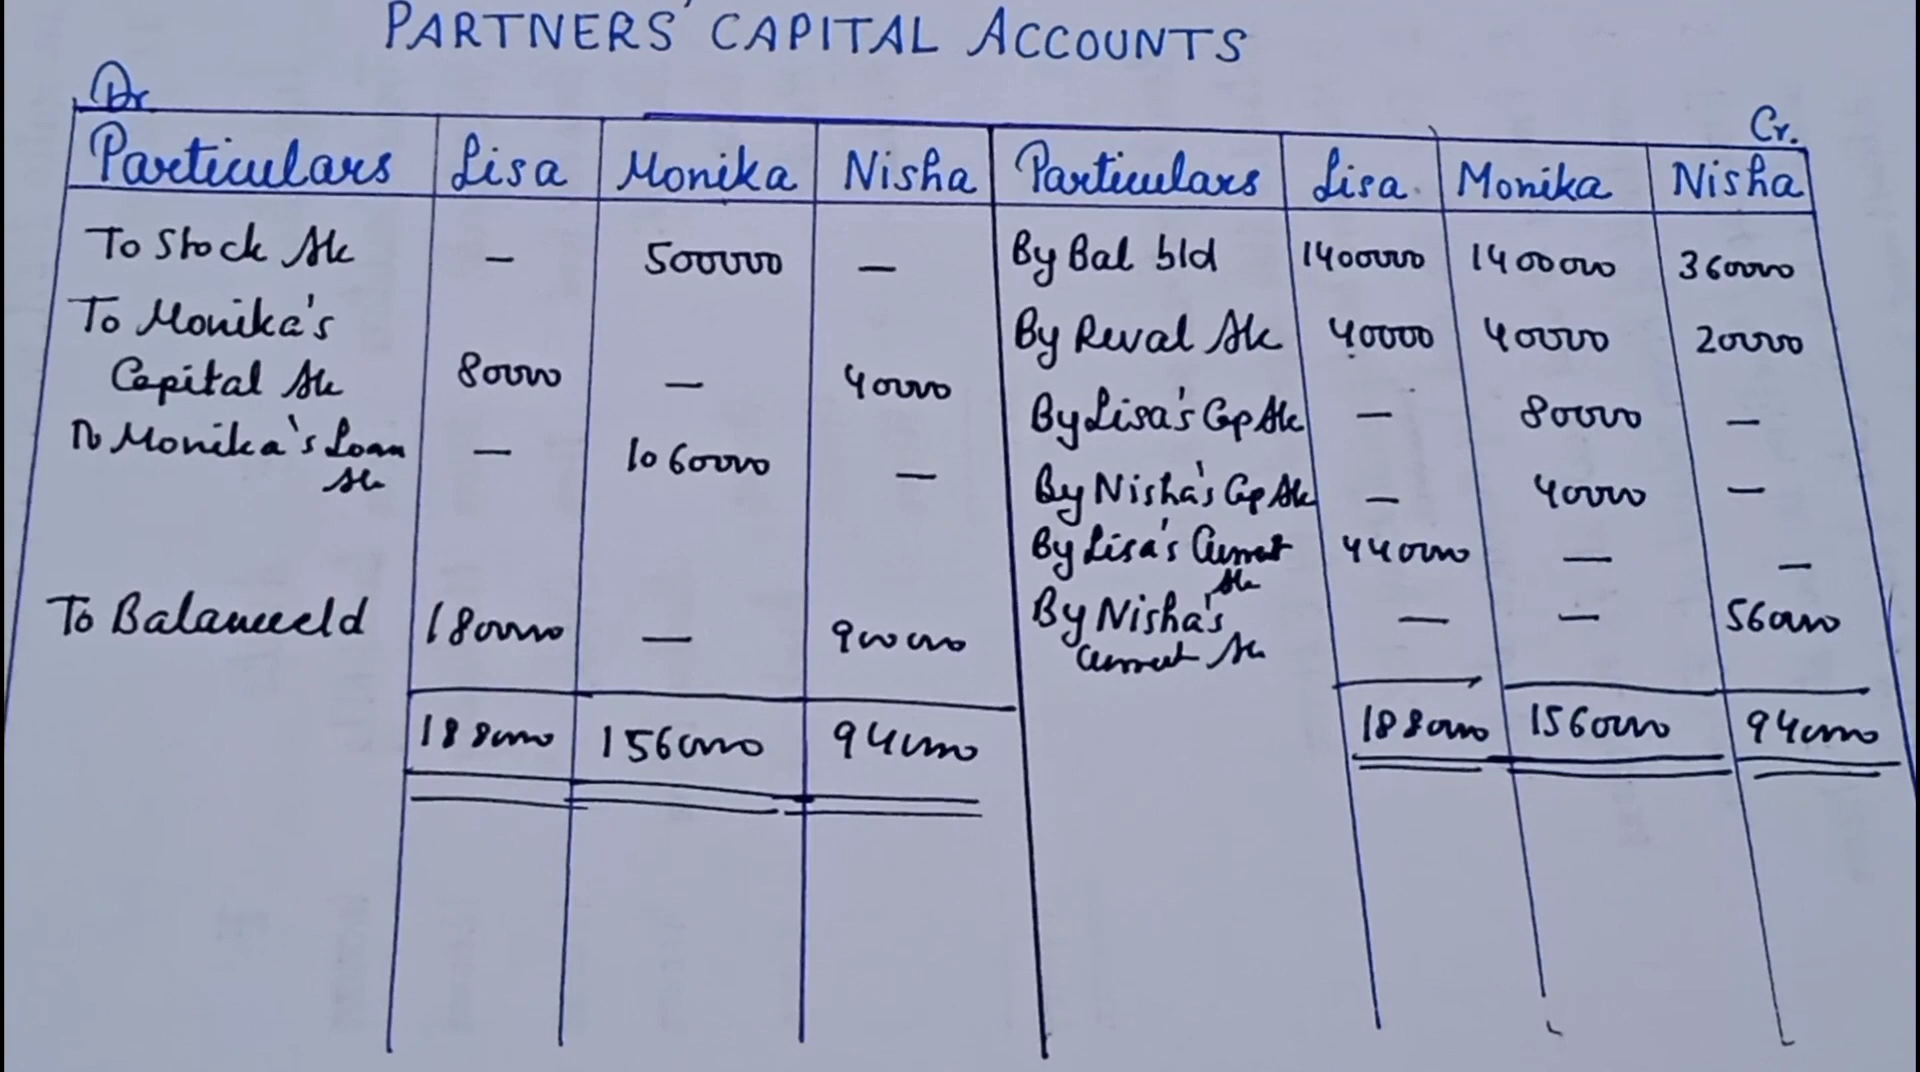 PARTNERS' CAPITAL ACCOUNTS
Dr Cr.
Particulars Lisa Monika Nisha Particulars Lisa. Monika Nisha
To Stock A/c — 500000 — By Bal b/d 1400000 1400000 360000
To Monika's
Capital A/c 80000 — 40000 By Reval A/c 40000 40000 20000
To Monika's Loan
A/c — 1060000 — By Lisa's Cap A/c — 80000 —
By Nisha's Cap A/c — 40000 —
By Lisa's Current
A/c 440000 — —
To Balance c/d 1800000 — 900000 By Nisha's
Current A/c — — 560000
1880000 1560000 940000 1880000 1560000 940000